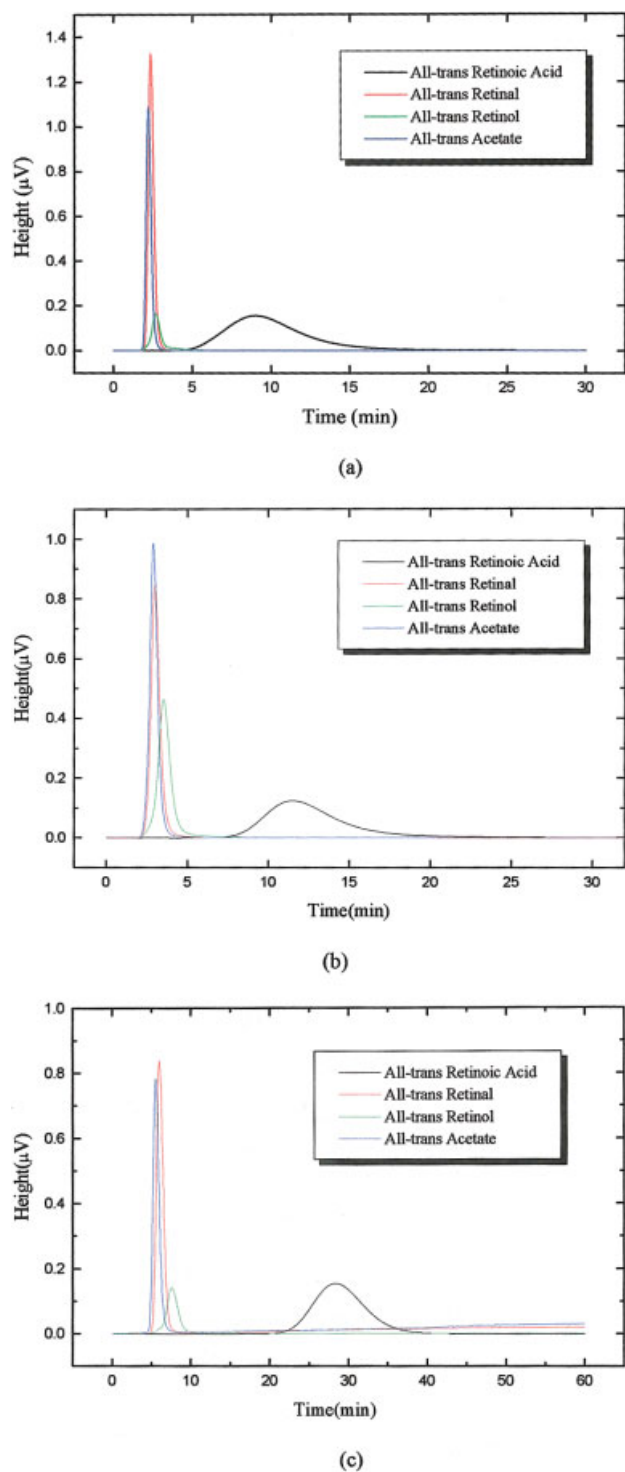 1.4
1.2
1.0
0.8
0.6
0.4
0.2
0.0
Height (μV)
All-trans Retinoic Acid
All-trans Retinal
All-trans Retinol
All-trans Acetate
0 5 10 15 20 25 30
Time (min)
(a)
1.0
0.8
0.6
0.4
0.2
0.0
Height(μV)
All-trans Retinoic Acid
All-trans Retinal
All-trans Retinol
All-trans Acetate
0 5 10 15 20 25 30
Time(min)
(b)
1.0
0.8
0.6
0.4
0.2
0.0
Height(μV)
All-trans Retinoic Acid
All-trans Retinal
All-trans Retinol
All-trans Acetate
0 10 20 30 40 50 60
Time(min)
(c)